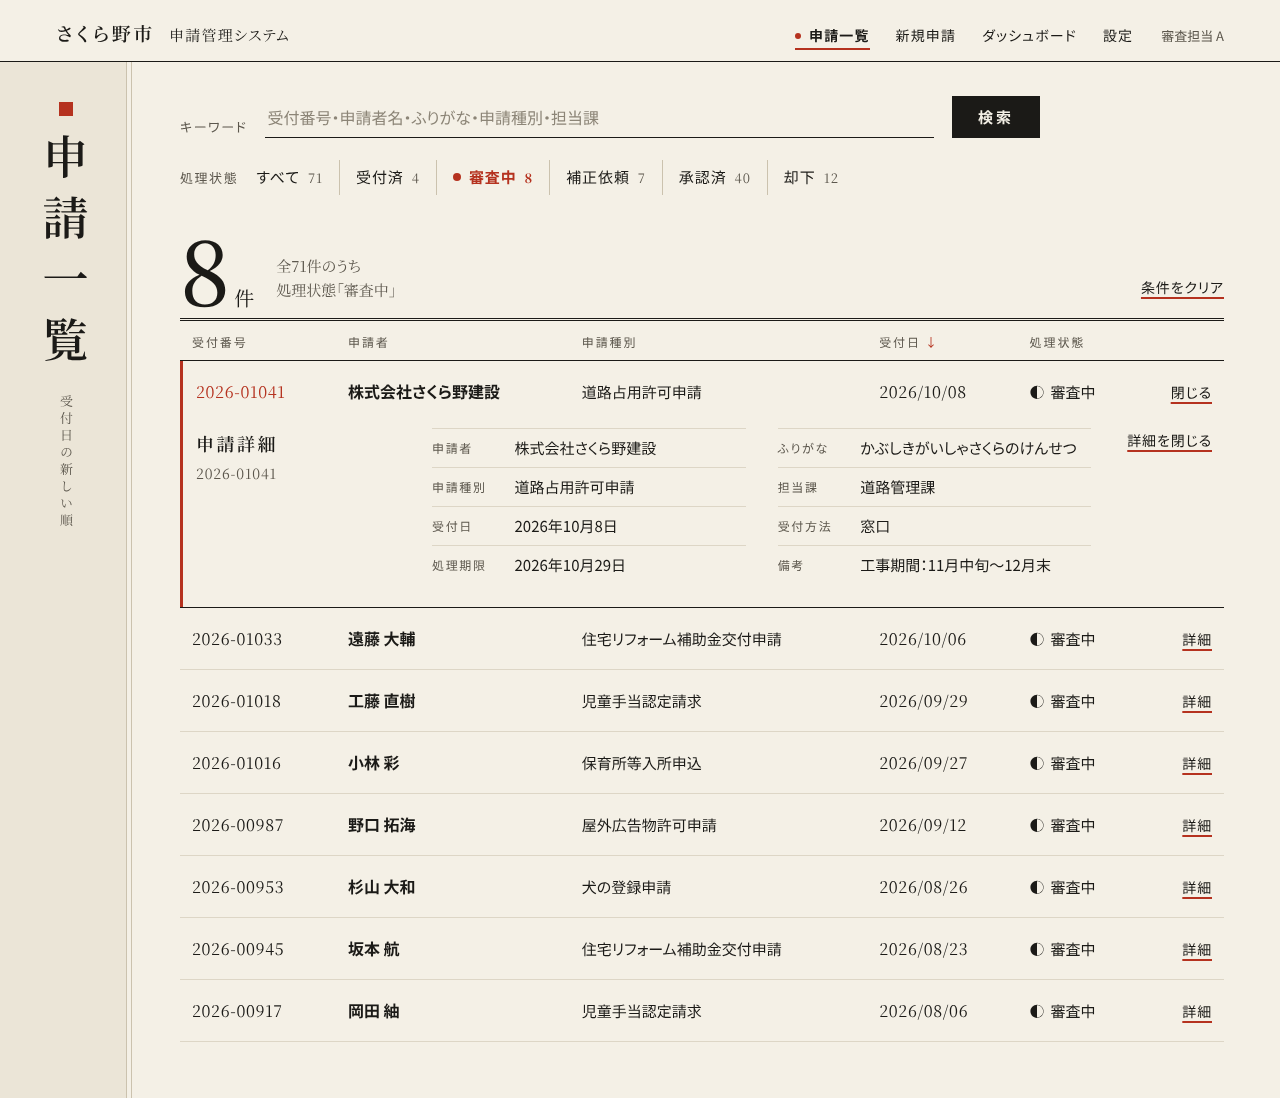 さくら野市 申請管理システム
申請一覧 新規申請 ダッシュボード 設定 審査担当 A
申請一覧
受付日の新しい順
キーワード 受付番号・申請者名・ふりがな・申請種別・担当課 検索
処理状態 すべて 71 受付済 4 審査中 8 補正依頼 7 承認済 40 却下 12
8件
全71件のうち
処理状態「審査中」
条件をクリア
受付番号 申請者 申請種別 受付日 ↓ 処理状態
2026-01041 株式会社さくら野建設 道路占用許可申請 2026/10/08 審査中 閉じる
申請詳細
2026-01041
申請者 株式会社さくら野建設 ふりがな かぶしきがいしゃさくらのけんせつ
詳細を閉じる
申請種別 道路占用許可申請 担当課 道路管理課
受付日 2026年10月8日 受付方法 窓口
処理期限 2026年10月29日 備考 工事期間：11月中旬〜12月末
2026-01033 遠藤 大輔 住宅リフォーム補助金交付申請 2026/10/06 審査中 詳細
2026-01018 工藤 直樹 児童手当認定請求 2026/09/29 審査中 詳細
2026-01016 小林 彩 保育所等入所申込 2026/09/27 審査中 詳細
2026-00987 野口 拓海 屋外広告物許可申請 2026/09/12 審査中 詳細
2026-00953 杉山 大和 犬の登録申請 2026/08/26 審査中 詳細
2026-00945 坂本 航 住宅リフォーム補助金交付申請 2026/08/23 審査中 詳細
2026-00917 岡田 紬 児童手当認定請求 2026/08/06 審査中 詳細